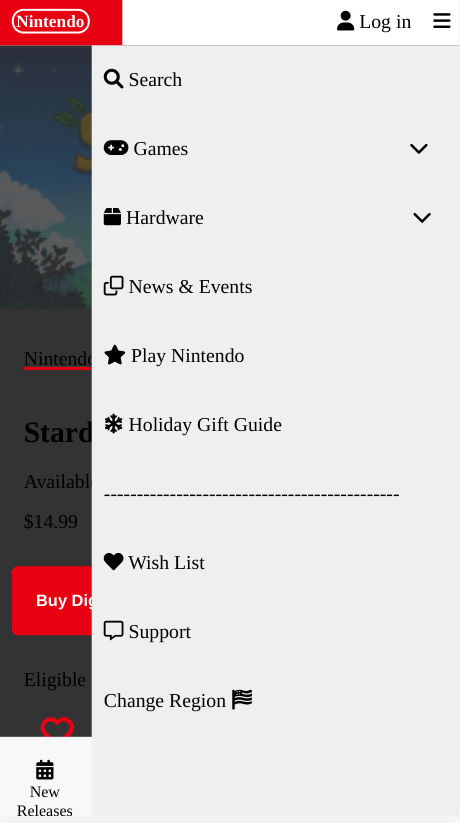 Nintendo
Log in
Search
Games
Hardware
News & Events
Play Nintendo
Holiday Gift Guide
---------------------------------------------
Wish List
Support
Change Region
Nintendo
Stard
Available
$14.99
Buy Dig
Eligible
New
Releases